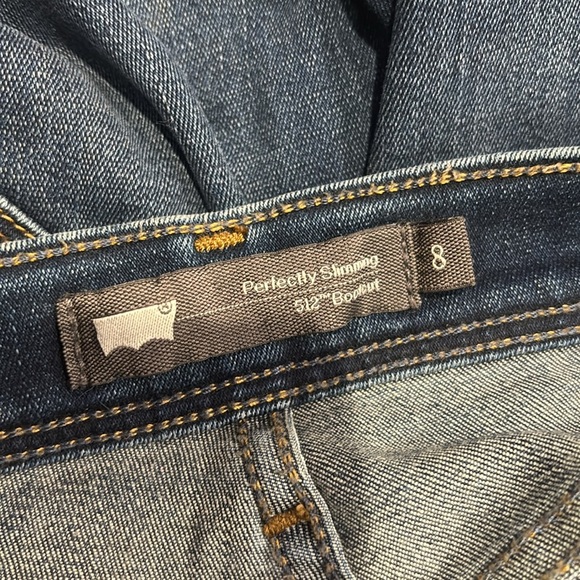 Perfectly Slimming
512™ Bootcut
8